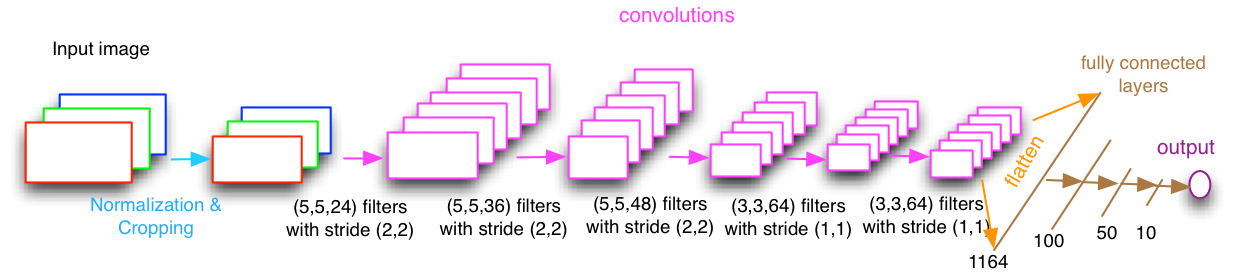 convolutions
Input image
fully connected
layers
output
flatten
Normalization &
Cropping
(5,5,24) filters
with stride (2,2)
(5,5,36) filters
with stride (2,2)
(5,5,48) filters
with stride (2,2)
(3,3,64) filters
with stride (1,1)
(3,3,64) filters
with stride (1,1)
1164
100
50
10